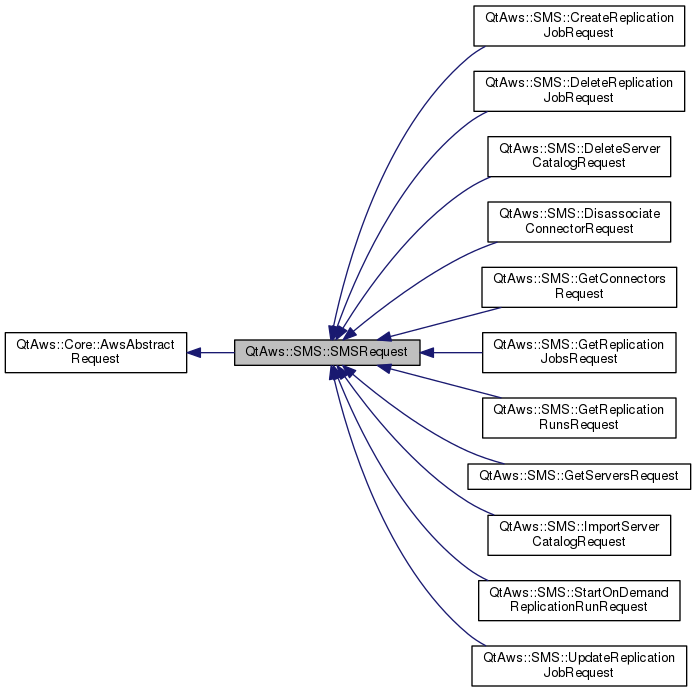 QtAws::SMS::CreateReplication
JobRequest
QtAws::SMS::DeleteReplication
JobRequest
QtAws::SMS::DeleteServer
CatalogRequest
QtAws::SMS::Disassociate
ConnectorRequest
QtAws::SMS::GetConnectors
Request
QtAws::Core::AwsAbstract
Request
QtAws::SMS::SMSRequest
QtAws::SMS::GetReplication
JobsRequest
QtAws::SMS::GetReplication
RunsRequest
QtAws::SMS::GetServersRequest
QtAws::SMS::ImportServer
CatalogRequest
QtAws::SMS::StartOnDemand
ReplicationRunRequest
QtAws::SMS::UpdateReplication
JobRequest